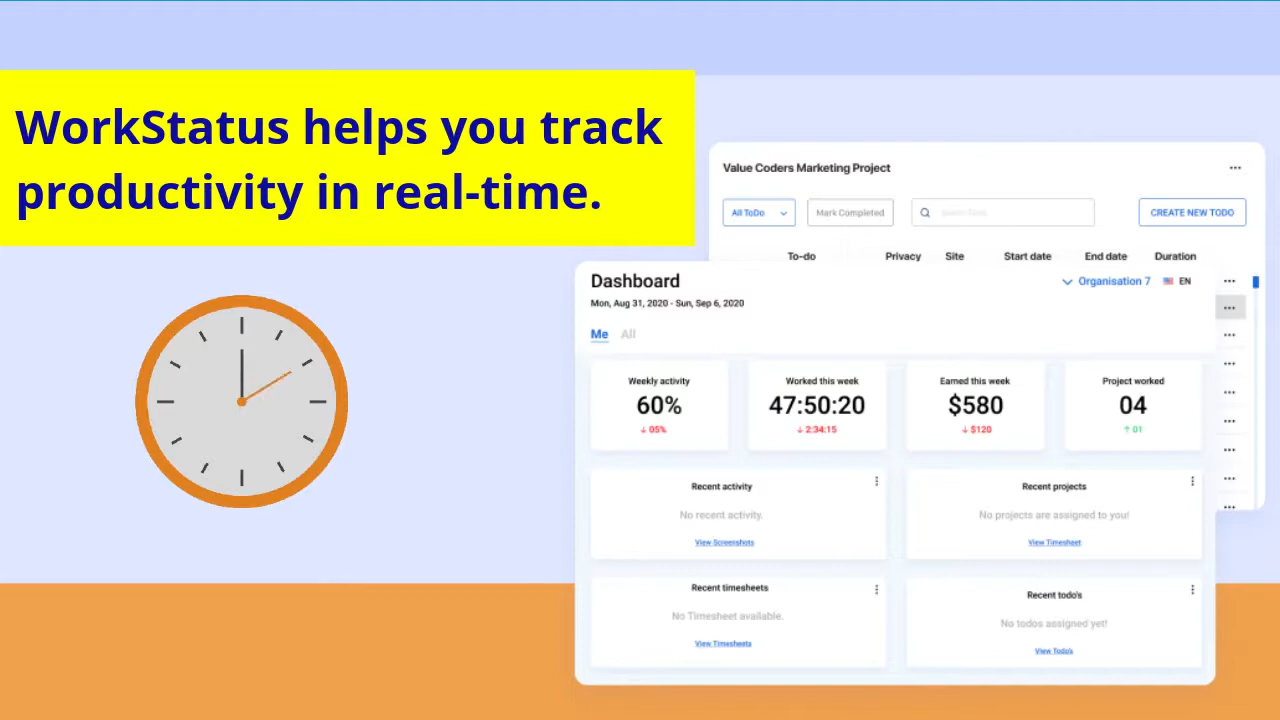 WorkStatus helps you track
productivity in real-time.
Value Coders Marketing Project
All ToDo
Mark Completed
CREATE NEW TODO
To-do Privacy Site Start date End date Duration
Dashboard
Organisation 7 EN
Mon, Aug 31, 2020 - Sun, Sep 6, 2020
Me All
Weekly activity
60%
↓ 05%
Worked this week
47:50:20
↓ 2:34:15
Earned this week
$580
↓ $120
Project worked
04
↑ 01
Recent activity
No recent activity.
View Screenshots
Recent projects
No projects are assigned to you!
View Timesheet
Recent timesheets
No Timesheet available.
View Timesheets
Recent todo's
No todos assigned yet!
View Todo's